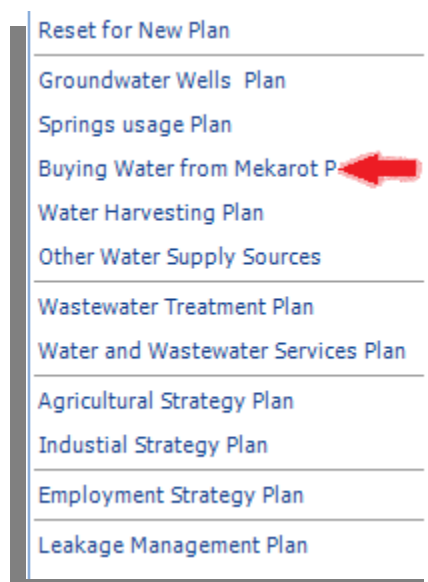 Reset for New Plan
Groundwater Wells Plan
Springs usage Plan
Buying Water from Mekarot P
Water Harvesting Plan
Other Water Supply Sources
Wastewater Treatment Plan
Water and Wastewater Services Plan
Agricultural Strategy Plan
Industial Strategy Plan
Employment Strategy Plan
Leakage Management Plan